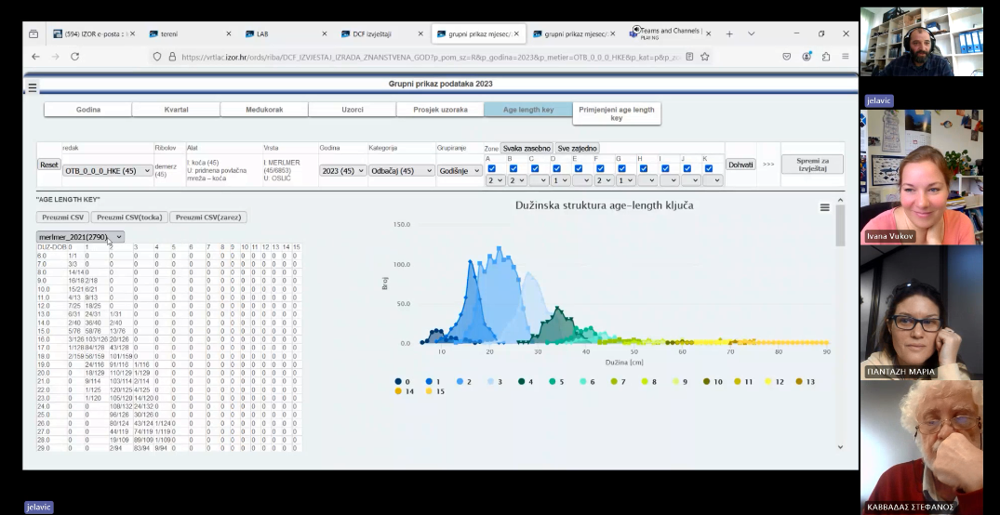 (594) IZOR e-posta :: 
tereni
LAB
DCF izvještaji
grupni prikaz mjesec/
grupni prikaz mjesec/
Teams and Channels |
PLAYING
https://vrtlac.izor.hr/ords/riba/DCF_IZVJESTAJ_IZRADA_ZNANSTVENA_GOD?p_pom_sz=R&p_godina=2023&p_metier=OTB_0_0_0_HKE&p_kat=p&p_zo
Grupni prikaz podataka 2023
Godina
Kvartal
Međukorak
Uzorci
Prosjek uzoraka
Age length key
Primjenjeni age length
key
redak
Ribolov
Alat
Vrsta
Godina
Kategorija
Grupiranje
Zone
Svaka zasebno
Sve zajedno
Reset
OTB_0_0_0_HKE (45)
demerz
(45)
I: koća (45)
U: pridnena povlačna
mreža – koća
I: MERLMER
(45/6853)
U: OSLIĆ
2023 (45)
Odbačaj (45)
Godišnje
A B C D E F G H I J K
2 2 1 2 1
Dohvati
>>>
Spremi za
izvještaj
"AGE LENGTH KEY"
Preuzmi CSV
Preuzmi CSV(tocka)
Preuzmi CSV(zarez)
merlmer_2021(2790)
DUZ-DOB 0 1 2 3 4 5 6 7 8 9 10 11 12 13 14 15
6.0 1/1 0 0 0 0 0 0 0 0 0 0 0 0 0 0 0
7.0 3/3 0 0 0 0 0 0 0 0 0 0 0 0 0 0 0
8.0 14/14 0 0 0 0 0 0 0 0 0 0 0 0 0 0 0
9.0 16/18 2/18 0 0 0 0 0 0 0 0 0 0 0 0 0 0
10.0 15/21 6/21 0 0 0 0 0 0 0 0 0 0 0 0 0 0
11.0 4/13 9/13 0 0 0 0 0 0 0 0 0 0 0 0 0 0
12.0 7/25 18/25 0 0 0 0 0 0 0 0 0 0 0 0 0 0
13.0 6/31 24/31 1/31 0 0 0 0 0 0 0 0 0 0 0 0 0
14.0 2/40 36/40 2/40 0 0 0 0 0 0 0 0 0 0 0 0 0
15.0 5/76 58/76 13/76 0 0 0 0 0 0 0 0 0 0 0 0 0
16.0 3/126 103/126 20/126 0 0 0 0 0 0 0 0 0 0 0 0 0
17.0 1/128 84/128 43/128 0 0 0 0 0 0 0 0 0 0 0 0 0
18.0 2/159 56/159 101/159 0 0 0 0 0 0 0 0 0 0 0 0 0
19.0 0 24/116 91/116 1/116 0 0 0 0 0 0 0 0 0 0 0 0
20.0 0 18/129 110/129 1/129 0 0 0 0 0 0 0 0 0 0 0 0
21.0 0 9/114 103/114 2/114 0 0 0 0 0 0 0 0 0 0 0 0
22.0 0 1/125 120/125 4/125 0 0 0 0 0 0 0 0 0 0 0 0
23.0 0 1/120 105/120 14/120 0 0 0 0 0 0 0 0 0 0 0 0
24.0 0 0 108/132 24/132 0 0 0 0 0 0 0 0 0 0 0 0
25.0 0 0 96/126 30/126 0 0 0 0 0 0 0 0 0 0 0 0
26.0 0 0 80/124 43/124 1/124 0 0 0 0 0 0 0 0 0 0 0
27.0 0 0 44/119 74/119 1/119 0 0 0 0 0 0 0 0 0 0 0
28.0 0 0 19/109 89/109 1/109 0 0 0 0 0 0 0 0 0 0 0
29.0 0 0 2/94 83/94 9/94 0 0 0 0 0 0 0 0 0 0 0
Dužinska struktura age-length ključa
150.0
100.0
50.0
0.0
Broj
10 20 30 40 50 60 70 80 90
Dužina [cm]
0 1 2 3 4 5 6 7 8 9 10 11 12 13
14 15
jelavic
jelavic
Ivana Vukov
ΠΑΝΤΑΖΗ ΜΑΡΙΑ
ΚΑΒΒΑΔΑΣ ΣΤΕΦΑΝΟΣ